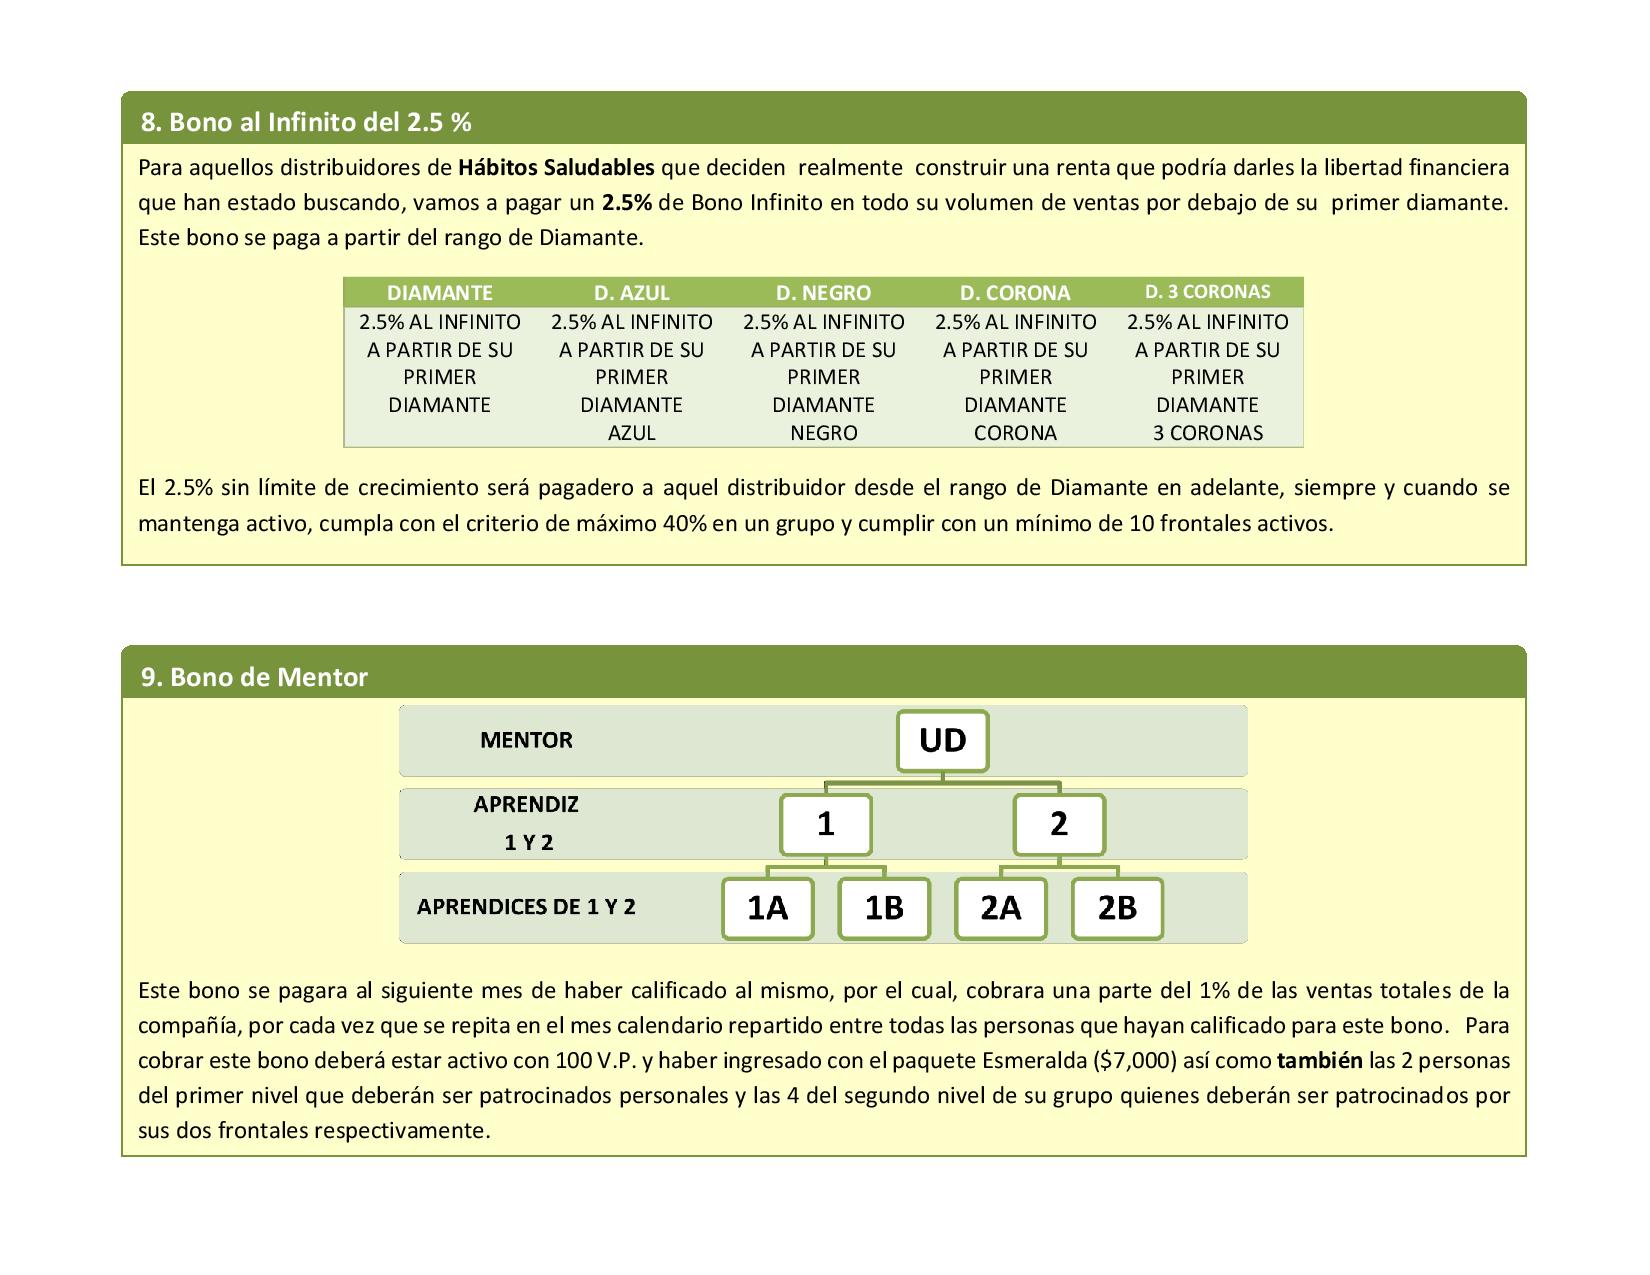 8. Bono al Infinito del 2.5 %
Para aquellos distribuidores de Hábitos Saludables que deciden realmente construir una renta que podría darles la libertad financiera
que han estado buscando, vamos a pagar un 2.5% de Bono Infinito en todo su volumen de ventas por debajo de su primer diamante.
Este bono se paga a partir del rango de Diamante.
DIAMANTE D. AZUL D. NEGRO D. CORONA D. 3 CORONAS
2.5% AL INFINITO 2.5% AL INFINITO 2.5% AL INFINITO 2.5% AL INFINITO 2.5% AL INFINITO
A PARTIR DE SU A PARTIR DE SU A PARTIR DE SU A PARTIR DE SU A PARTIR DE SU
PRIMER PRIMER PRIMER PRIMER PRIMER
DIAMANTE DIAMANTE DIAMANTE DIAMANTE DIAMANTE
AZUL NEGRO CORONA 3 CORONAS
El 2.5% sin límite de crecimiento será pagadero a aquel distribuidor desde el rango de Diamante en adelante, siempre y cuando se
mantenga activo, cumpla con el criterio de máximo 40% en un grupo y cumplir con un mínimo de 10 frontales activos.
9. Bono de Mentor
MENTOR UD
APRENDIZ
1 Y 2 1 2
APRENDICES DE 1 Y 2 1A 1B 2A 2B
Este bono se pagara al siguiente mes de haber calificado al mismo, por el cual, cobrara una parte del 1% de las ventas totales de la
compañía, por cada vez que se repita en el mes calendario repartido entre todas las personas que hayan calificado para este bono. Para
cobrar este bono deberá estar activo con 100 V.P. y haber ingresado con el paquete Esmeralda ($7,000) así como también las 2 personas
del primer nivel que deberán ser patrocinados personales y las 4 del segundo nivel de su grupo quienes deberán ser patrocinados por
sus dos frontales respectivamente.